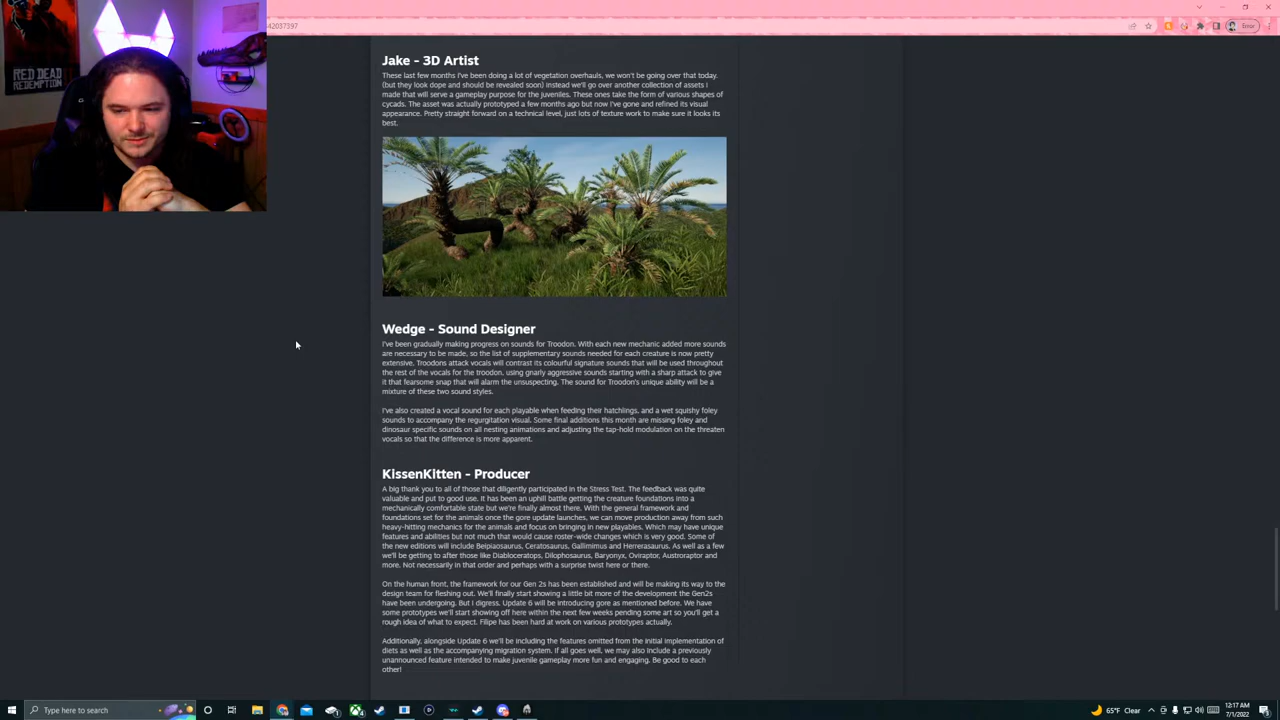 42037397
Error
RED DEAD
REDEMPTION
Jake - 3D Artist
These last few months I've been doing a lot of vegetation overhauls, we won't be going over that today.
(but they look dope and should be revealed soon) instead we'll go over another collection of assets I
made that will serve a gameplay purpose for the juveniles. These ones take the form of various shapes of
cycads. The asset was actually prototyped a few months ago but now I've gone and refined its visual
appearance. Pretty straight forward on a technical level, just lots of texture work to make sure it looks its
best.
Wedge - Sound Designer
I've been gradually making progress on sounds for Troodon. With each new mechanic added more sounds
are necessary to be made, so the list of supplementary sounds needed for each creature is now pretty
extensive. Troodons attack vocals will contrast its colourful signature sounds that will be used throughout
the rest of the vocals for the troodon, using gnarly aggressive sounds starting with a sharp attack to give
it that fearsome snap that will alarm the unsuspecting. The sound for Troodon's unique ability will be a
mixture of these two sound styles.
I've also created a vocal sound for each playable when feeding their hatchlings, and a wet squishy foley
sounds to accompany the regurgitation visual. Some final additions this month are missing foley and
dinosaur specific sounds on all nesting animations and adjusting the tap-hold modulation on the threaten
vocals so that the difference is more apparent.
KissenKitten - Producer
A big thank you to all of those that diligently participated in the Stress Test. The feedback was quite
valuable and put to good use. It has been an uphill battle getting the creature foundations into a
mechanically comfortable state but we're finally almost there. With the general framework and
foundations set for the animals once the gore update launches, we can move production away from such
heavy-hitting mechanics for the animals and focus on bringing in new playables. Which may have unique
features and abilities but not much that would cause roster-wide changes which is very good. Some of
the new editions will include Beipiaosaurus, Ceratosaurus, Gallimimus and Herrerasaurus. As well as a few
we'll be getting to after those like Diabloceratops, Dilophosaurus, Baryonyx, Oviraptor, Austroraptor and
more. Not necessarily in that order and perhaps with a surprise twist here or there.
On the human front, the framework for our Gen 2s has been established and will be making its way to the
design team for fleshing out. We'll finally start showing a little bit more of the development the Gen2s
have been undergoing. But I digress. Update 6 will be introducing gore as mentioned before. We have
some prototypes we'll start showing off here within the next few weeks pending some art so you'll get a
rough idea of what to expect. Filipe has been hard at work on various prototypes actually.
Additionally, alongside Update 6 we'll be including the features omitted from the initial implementation of
diets as well as the accompanying migration system. If all goes well, we may also include a previously
unannounced feature intended to make juvenile gameplay more fun and engaging. Be good to each
other!
Type here to search
65°F Clear
12:17 AM
7/1/2022